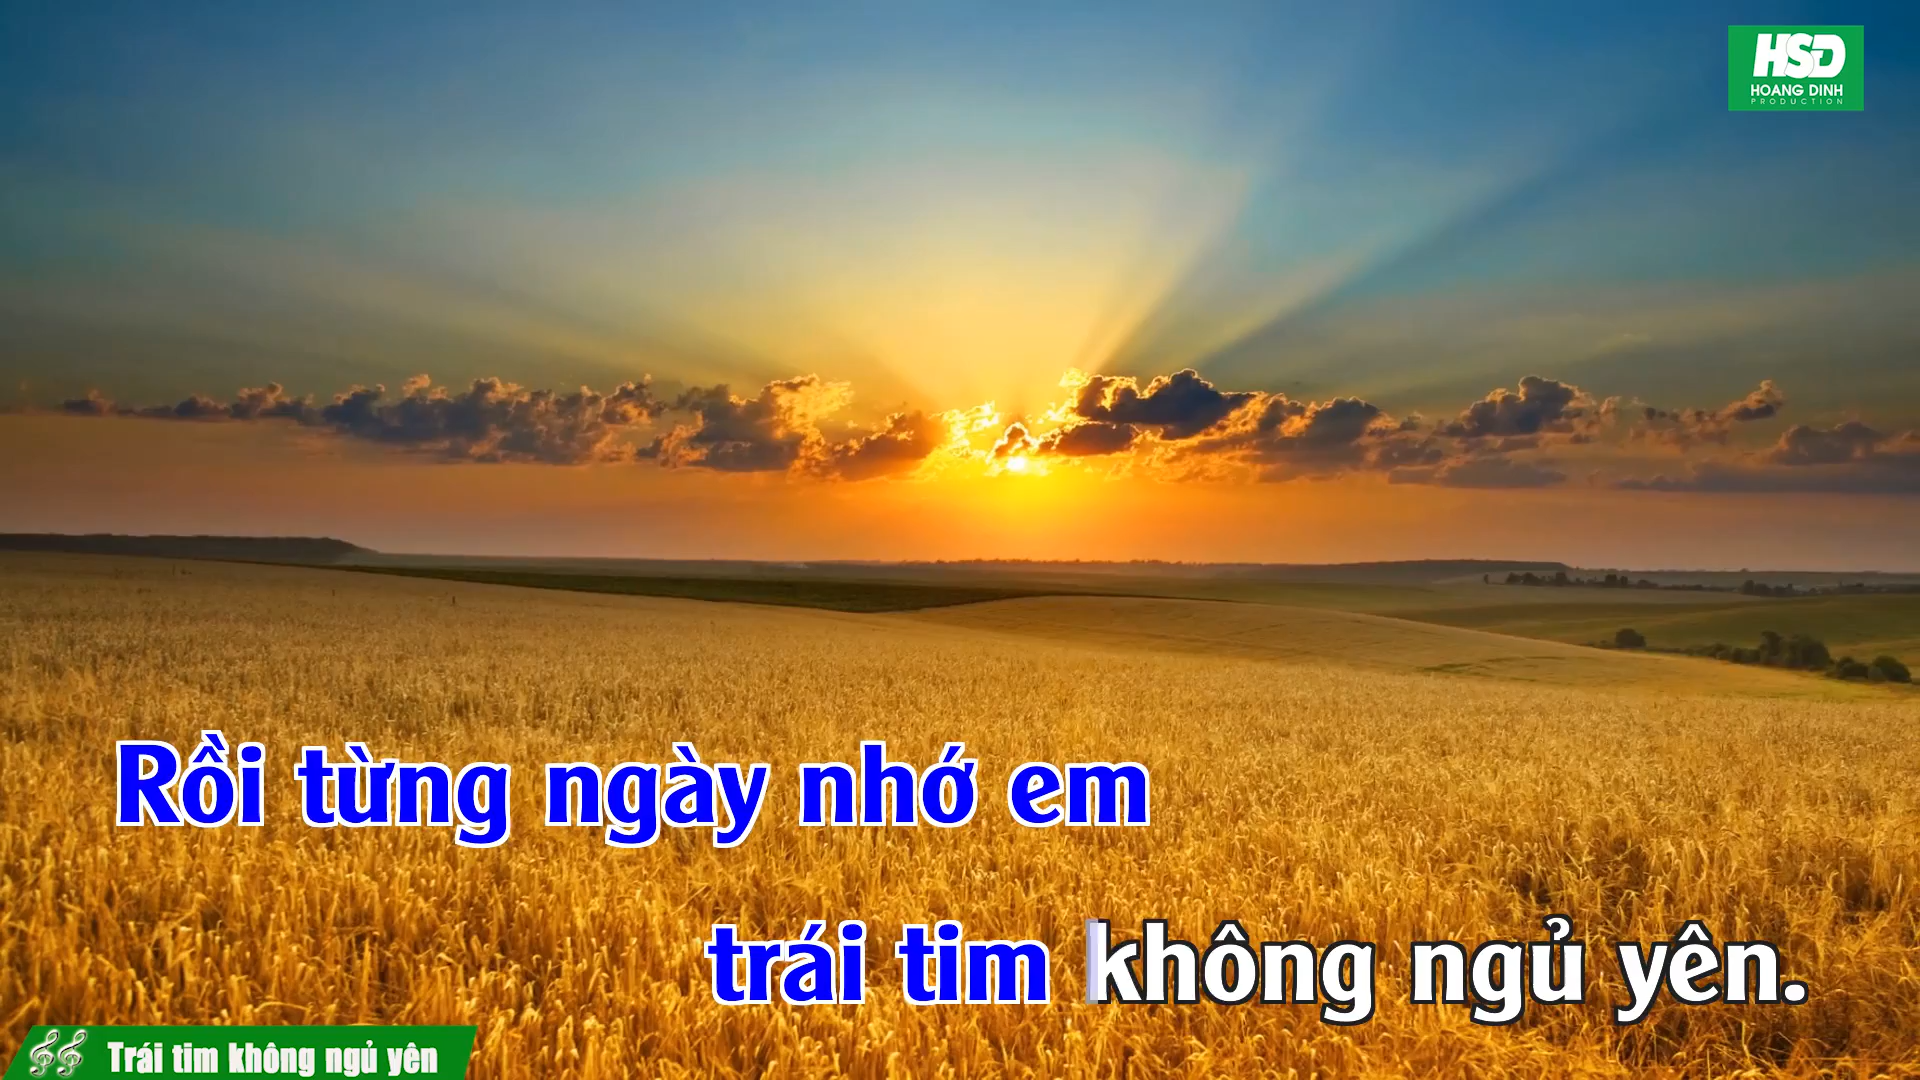 HSD
HOANG DINH
PRODUCTION
Rồi từng ngày nhớ em
trái tim không ngủ yên.
Trái tim không ngủ yên